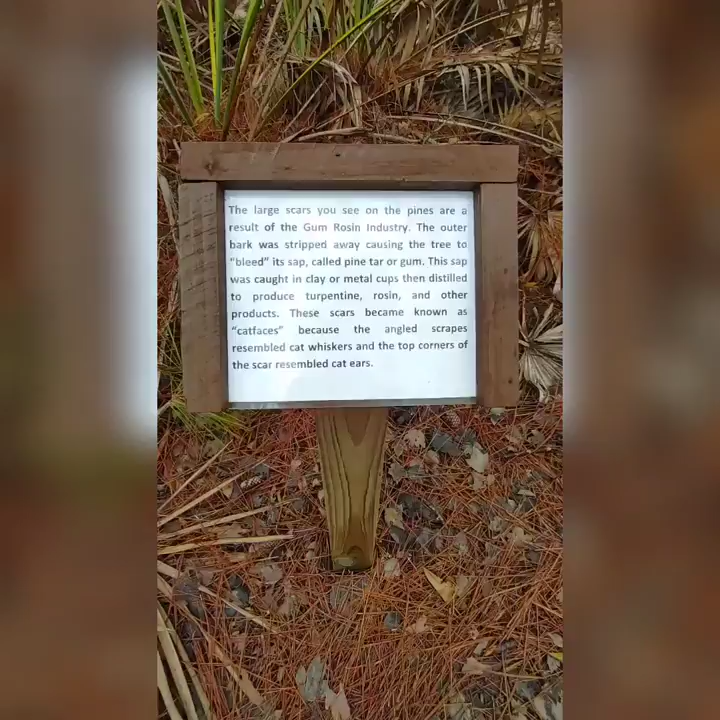 The large scars you see on the pines are a
result of the Gum Rosin Industry. The outer
bark was stripped away causing the tree to
“bleed” its sap, called pine tar or gum. This sap
was caught in clay or metal cups then distilled
to produce turpentine, rosin, and other
products. These scars became known as
“catfaces” because the angled scrapes
resembled cat whiskers and the top corners of
the scar resembled cat ears.